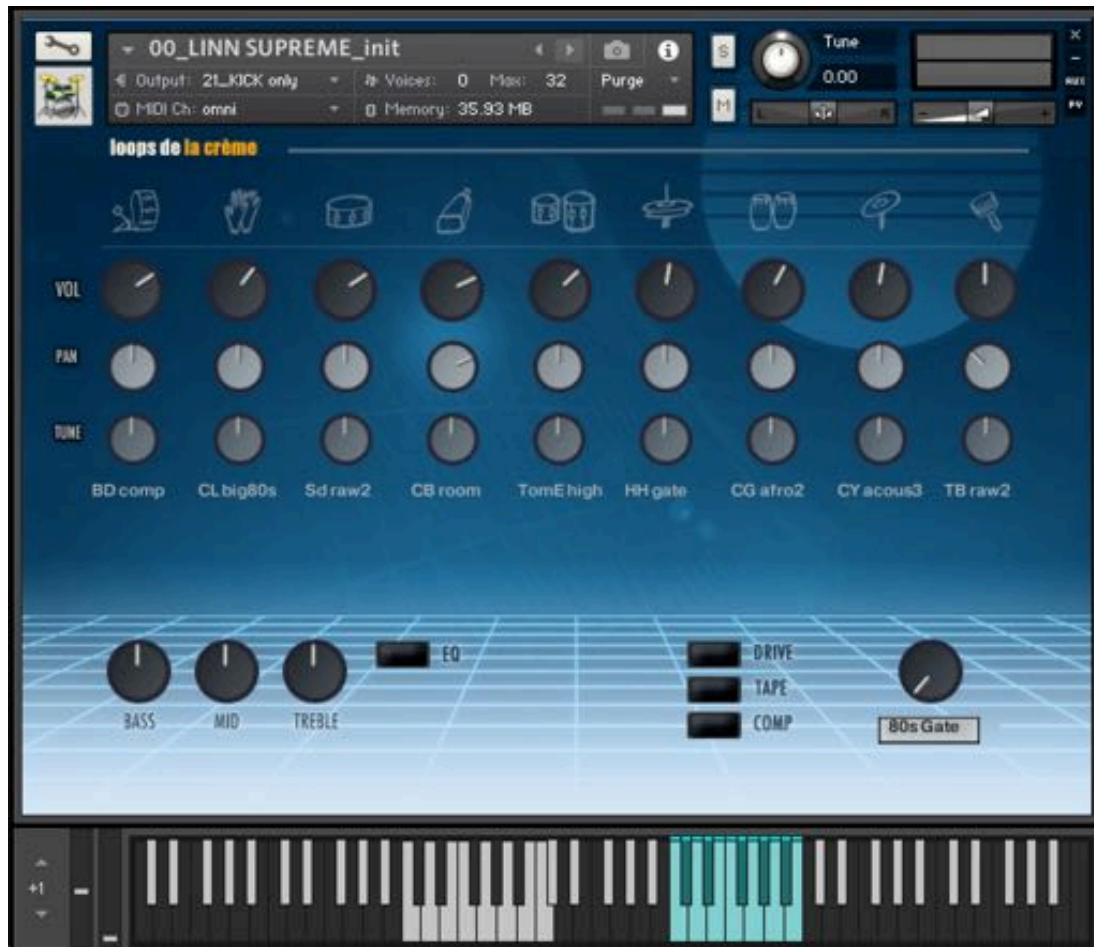 00_LINN SUPREME_init
S
Tune
Output: 21_KICK only Voices: 0 Max: 32 Purge
0.00
AUX
PV
MIDI Ch: omni Memory: 35.93 MB
M
L R
loops de la crème
VOL
PAN
TUNE
BD comp CL big80s Sd raw2 CB room TomE high HH gate CG afro2 CY acous3 TB raw2
EQ DRIVE
TAPE
BASS MID TREBLE COMP 80s Gate
+1